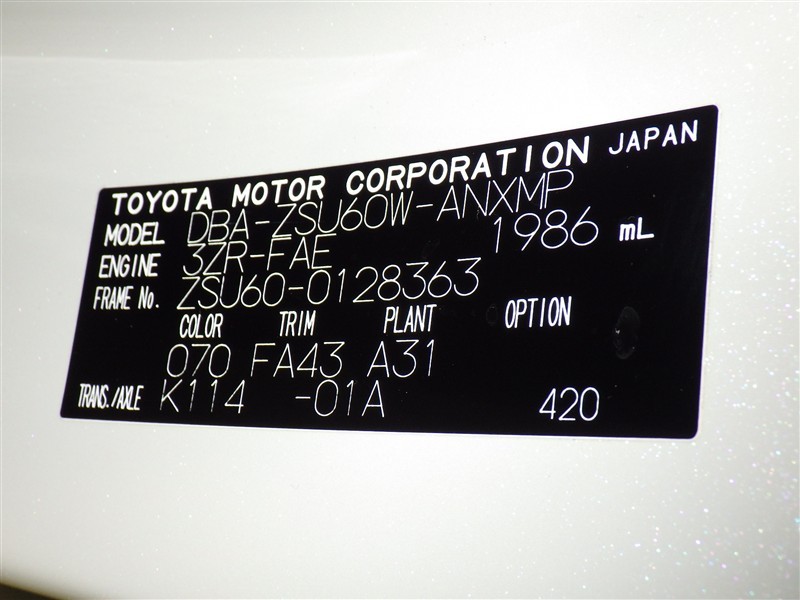 TOYOTA MOTOR CORPORATION JAPAN
MODEL DBA-ZSU60W-ANXMP
ENGINE 3ZR-FAE 1986 mL
FRAME No. ZSU60-0128363
COLOR TRIM PLANT OPTION
070 FA43 A31
TRANS./AXLE K114 -01A 420